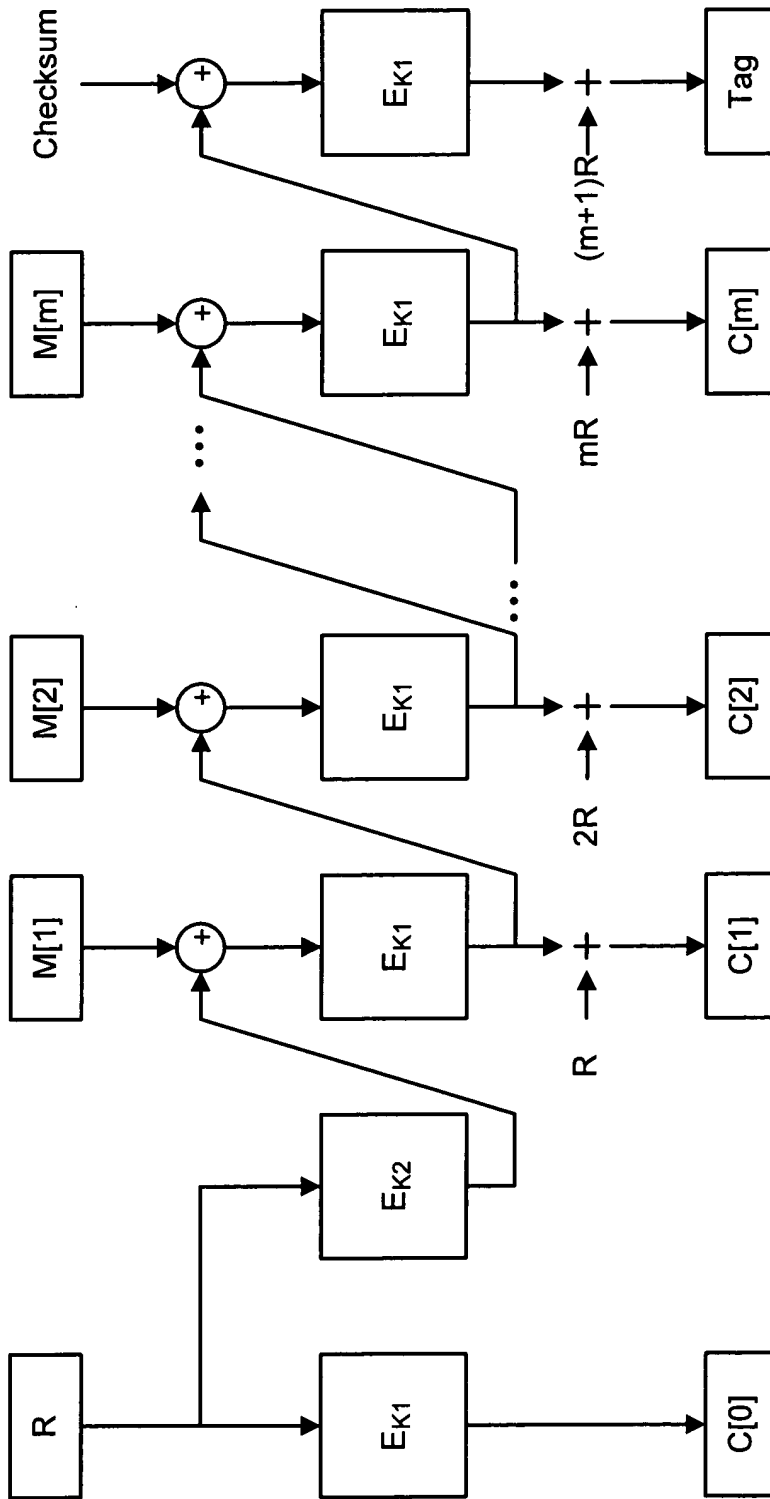 R
M[1]
M[2]
M[m]
Checksum
+
+
...
+
+
EK1
EK2
EK1
EK1
EK1
EK1
...
R
+
2R
+
mR
+
(m+1)R
+
C[0]
C[1]
C[2]
C[m]
Tag